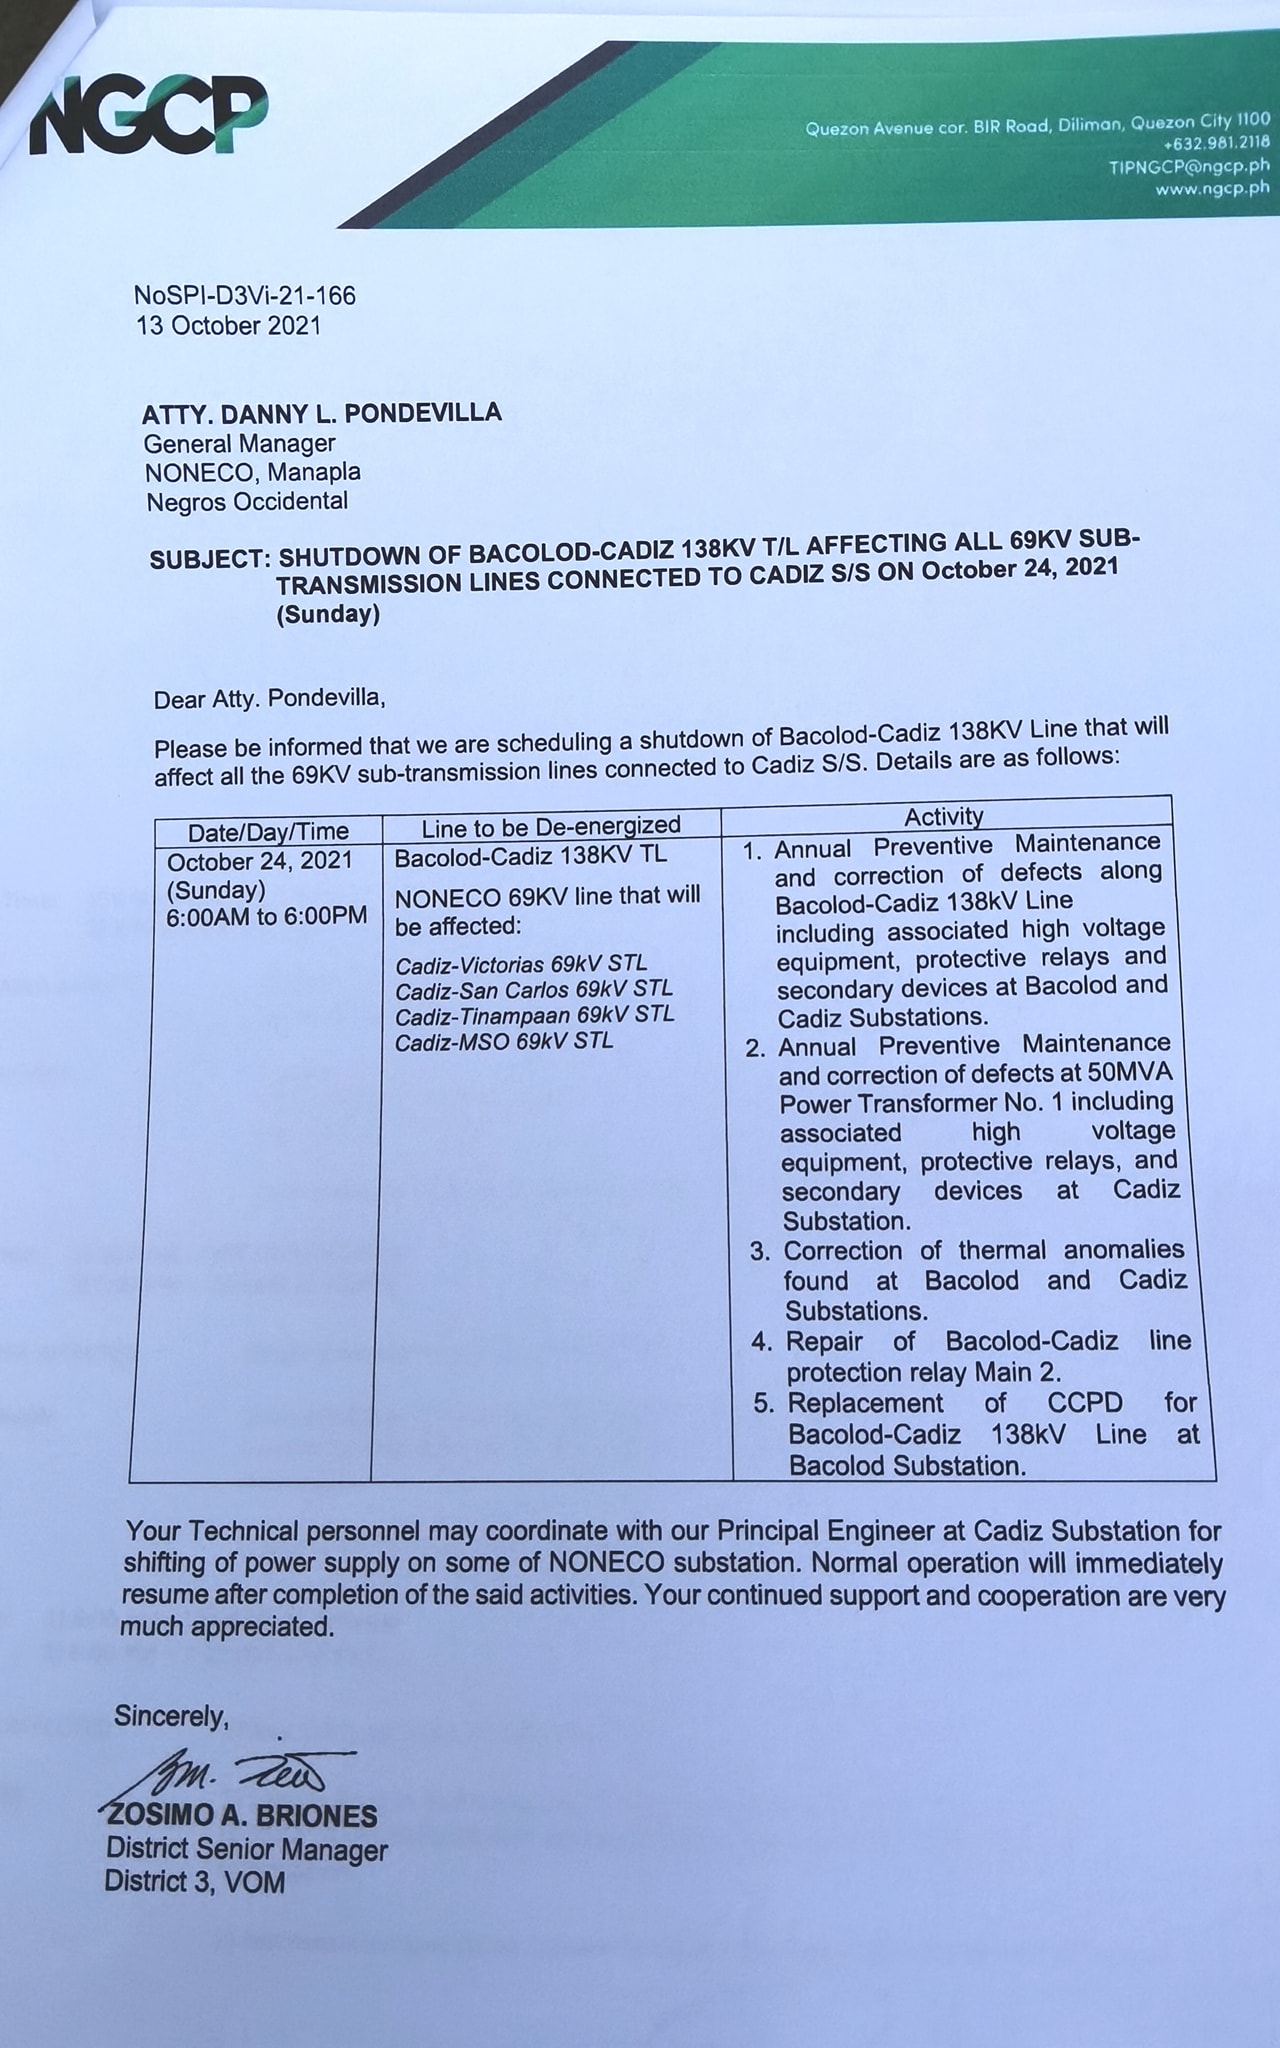 NGCP
Quezon Avenue cor. BIR Road, Diliman, Quezon City 1100
+632.981.2118
TIPNGCP@ngcp.ph
www.ngcp.ph
NoSPI-D3Vi-21-166
13 October 2021
ATTY. DANNY L. PONDEVILLA
General Manager
NONECO, Manapla
Negros Occidental
SUBJECT: SHUTDOWN OF BACOLOD-CADIZ 138KV T/L AFFECTING ALL 69KV SUB-
TRANSMISSION LINES CONNECTED TO CADIZ S/S ON October 24, 2021
(Sunday)
Dear Atty. Pondevilla,
Please be informed that we are scheduling a shutdown of Bacolod-Cadiz 138KV Line that will
affect all the 69KV sub-transmission lines connected to Cadiz S/S. Details are as follows:
Date/Day/Time
October 24, 2021
(Sunday)
6:00AM to 6:00PM
Line to be De-energized
Bacolod-Cadiz 138KV TL
NONECO 69KV line that will
be affected:
Cadiz-Victorias 69kV STL
Cadiz-San Carlos 69kV STL
Cadiz-Tinampaan 69kV STL
Cadiz-MSO 69kV STL
Activity
1. Annual Preventive Maintenance
and correction of defects along
Bacolod-Cadiz 138kV Line
including associated high voltage
equipment, protective relays and
secondary devices at Bacolod and
Cadiz Substations.
2. Annual Preventive Maintenance
and correction of defects at 50MVA
Power Transformer No. 1 including
associated high voltage
equipment, protective relays, and
secondary devices at Cadiz
Substation.
3. Correction of thermal anomalies
found at Bacolod and Cadiz
Substations.
4. Repair of Bacolod-Cadiz line
protection relay Main 2.
5. Replacement of CCPD for
Bacolod-Cadiz 138kV Line at
Bacolod Substation.
Your Technical personnel may coordinate with our Principal Engineer at Cadiz Substation for
shifting of power supply on some of NONECO substation. Normal operation will immediately
resume after completion of the said activities. Your continued support and cooperation are very
much appreciated.
Sincerely,
ZOSIMO A. BRIONES
District Senior Manager
District 3, VOM